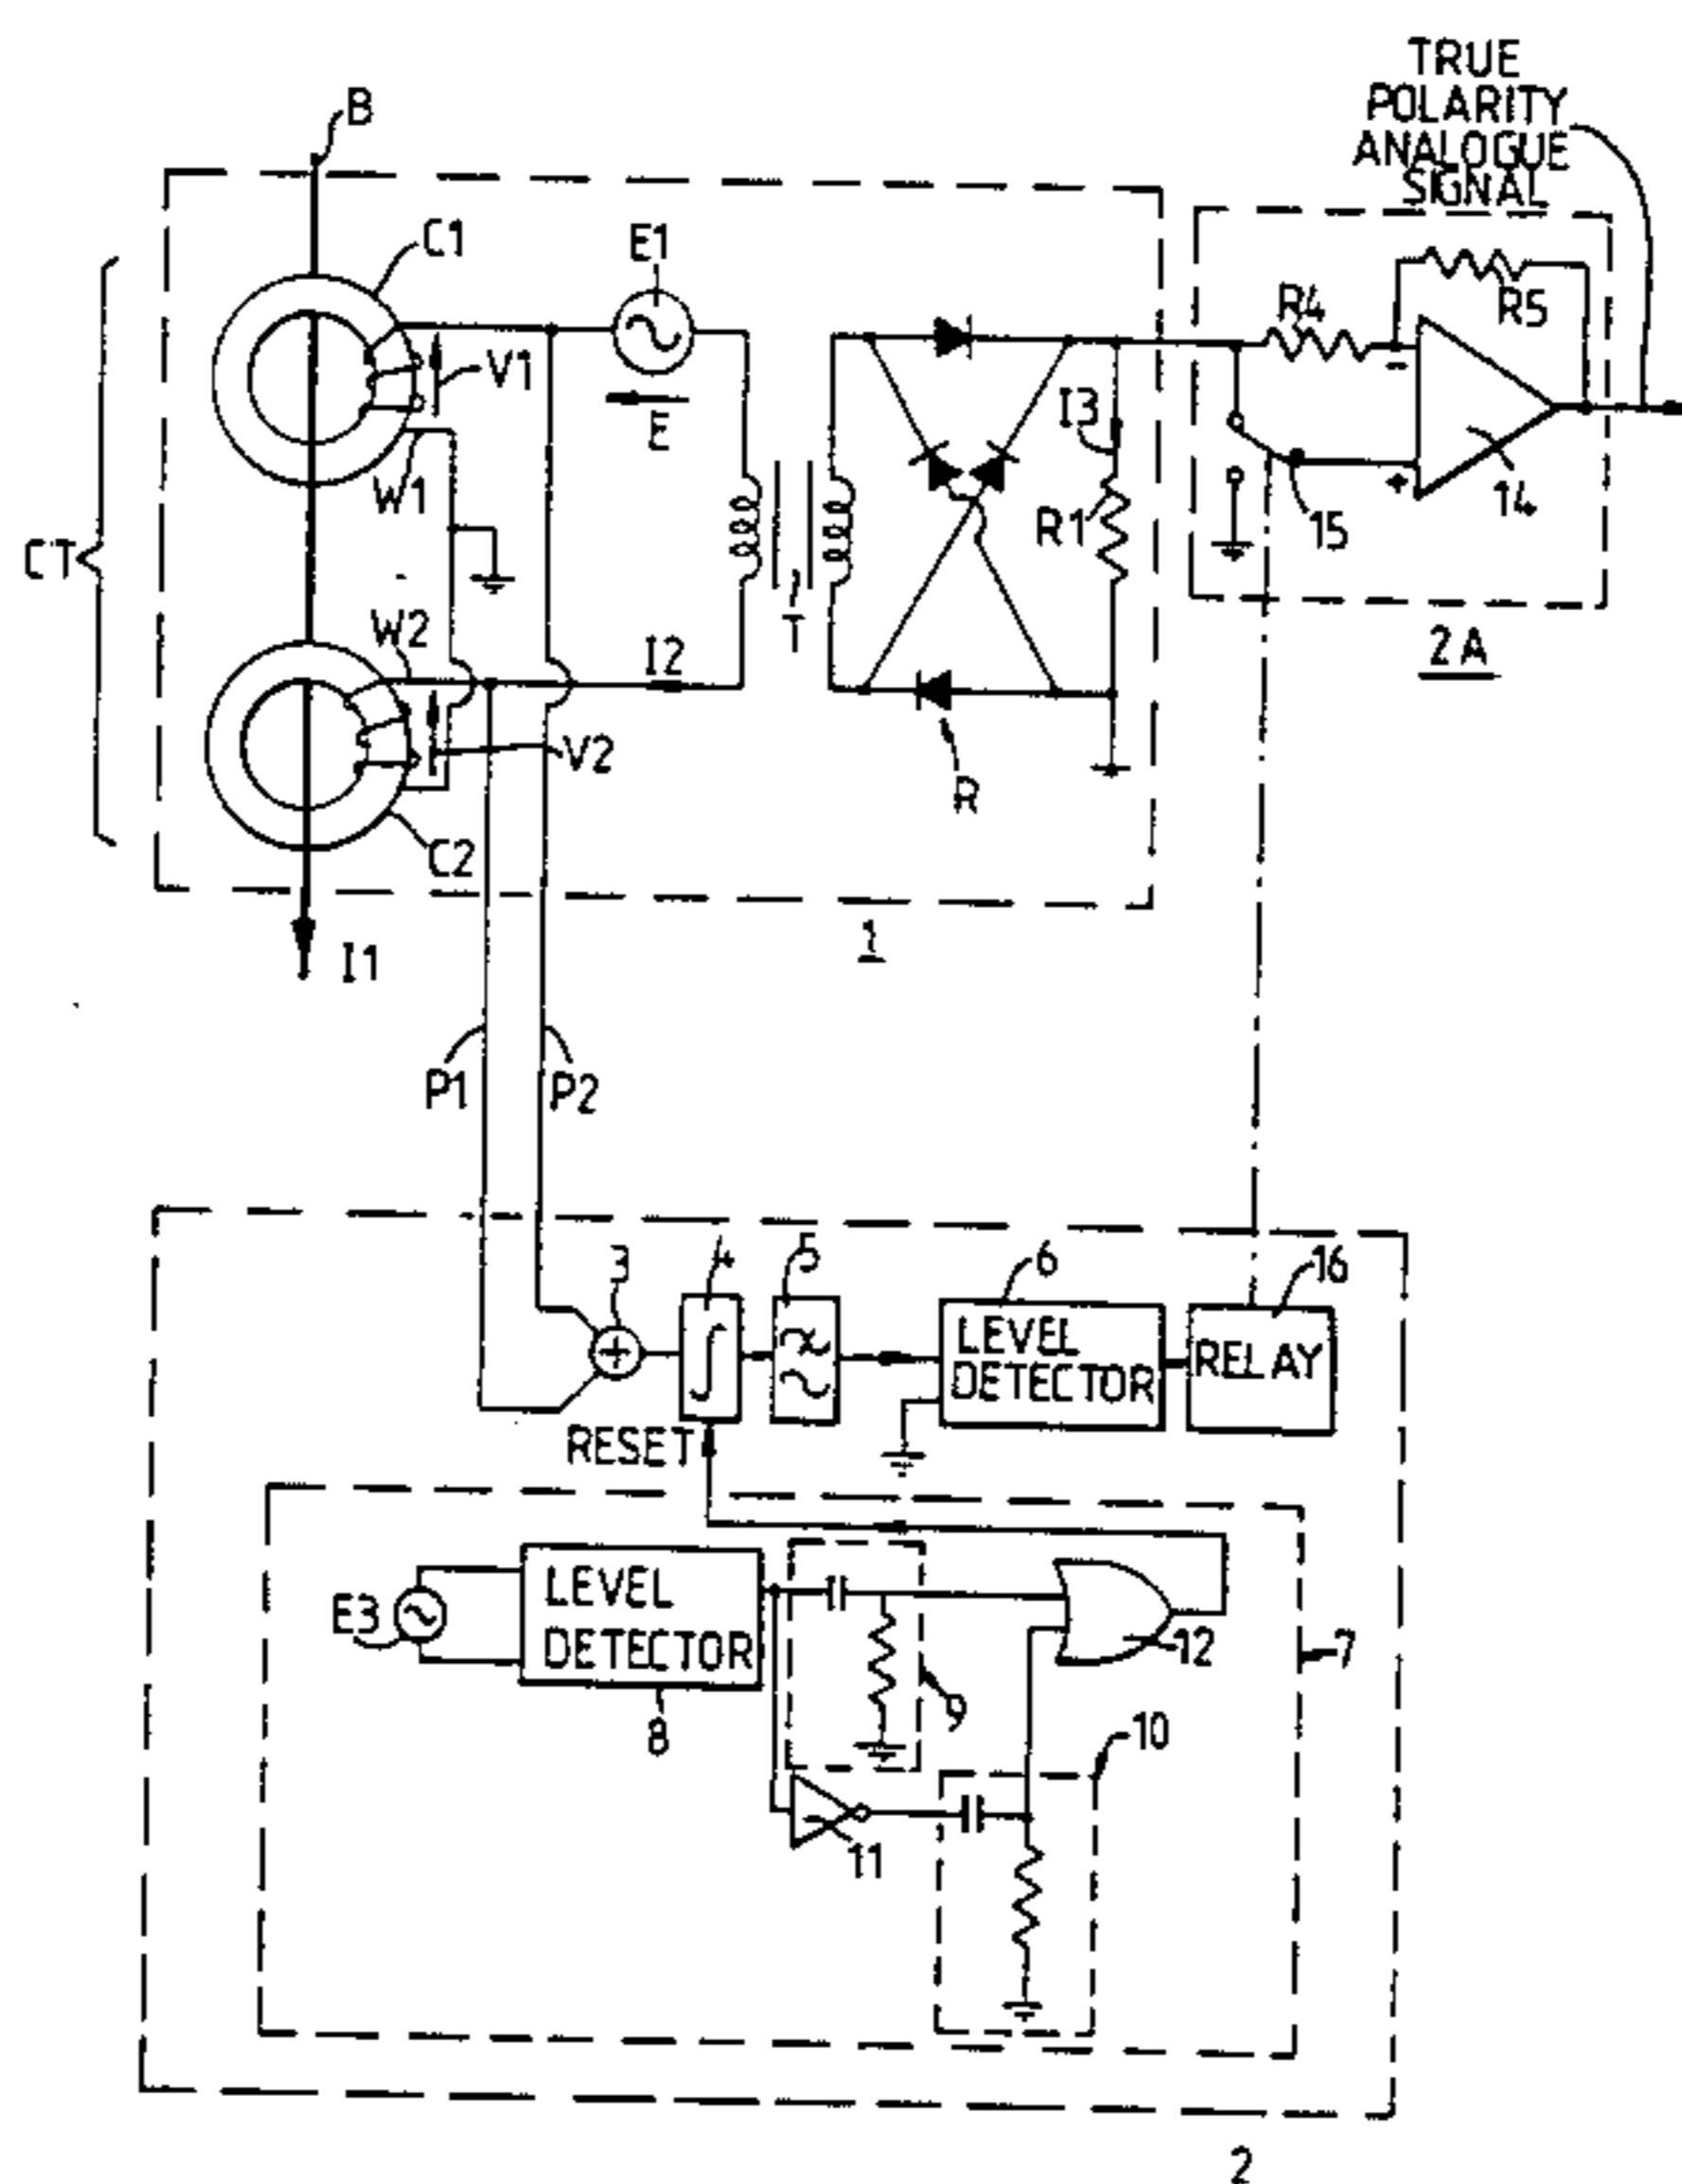 TRUE
POLARITY
ANALOGUE
SIGNAL
B
C1
E1
R4
R5
V1
E
I3
W1
R1
15
14
CT
T
W2
I2
2A
V2
R
C2
1
I1
P1
P2
3
4
5
6
16
LEVEL
DETECTOR
RELAY
RESET
E3
LEVEL
DETECTOR
12
7
9
8
10
11
2
-
+
+